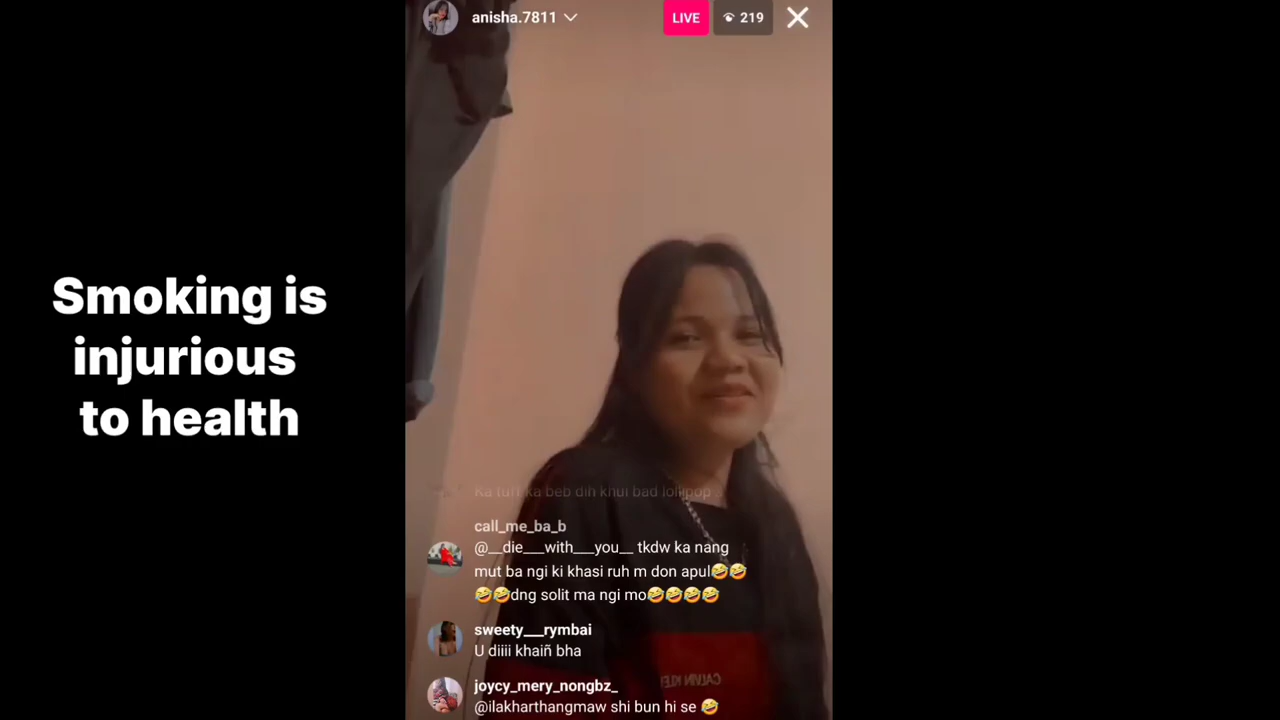 anisha.7811
LIVE
219
Smoking is
injurious
to health
call_me_ba_b
@__die___with___you__ tkdw ka nang
mut ba ngi ki khasi ruh m don apul🤣🤣
🤣🤣dng solit ma ngi mo🤣🤣🤣🤣
sweety___rymbai
U diiii khaiñ bha
joycy_mery_nongbz_
@ilakharthangmaw shi bun hi se 🤣